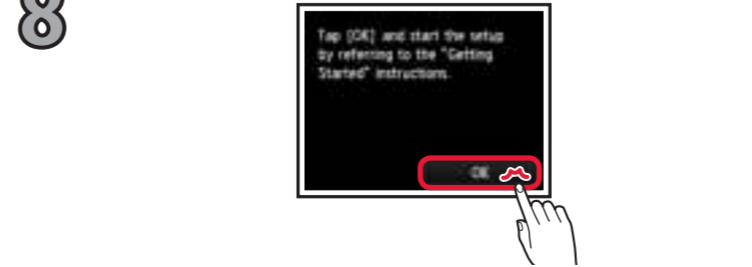 8
Tap [OK] and start the setup
by referring to the "Getting
Started" instructions.
OK